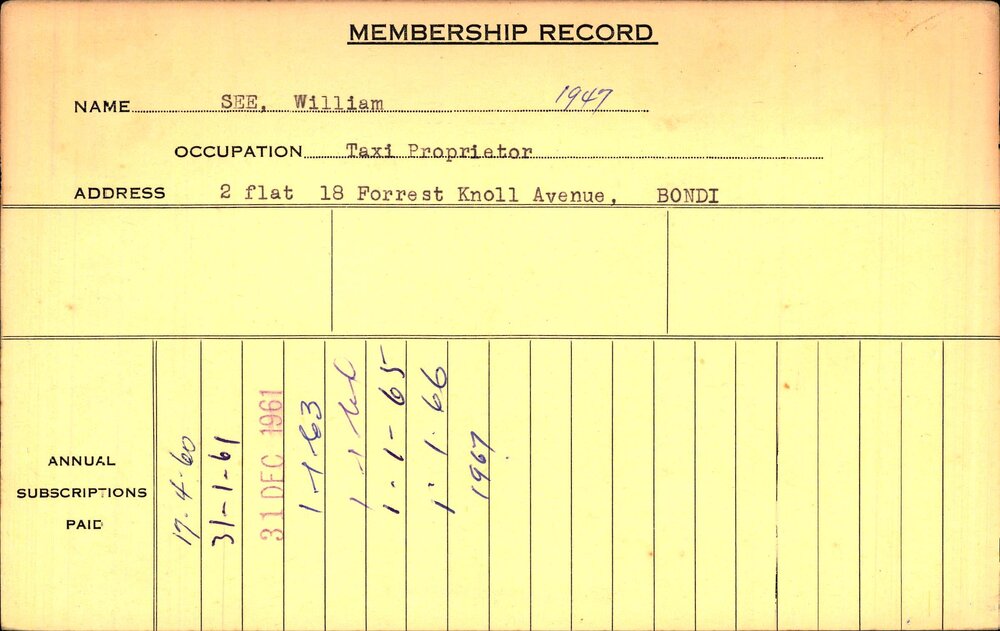 MEMBERSHIP RECORD
NAME SEE, William 1947
OCCUPATION Taxi Proprietor
ADDRESS 2 flat 18 Forrest Knoll Avenue, BONDI
ANNUAL
SUBSCRIPTIONS
PAID
17.4.60
31-1-61
31 DEC 1961
1-1-63
1-1-65
1.1.66
1967